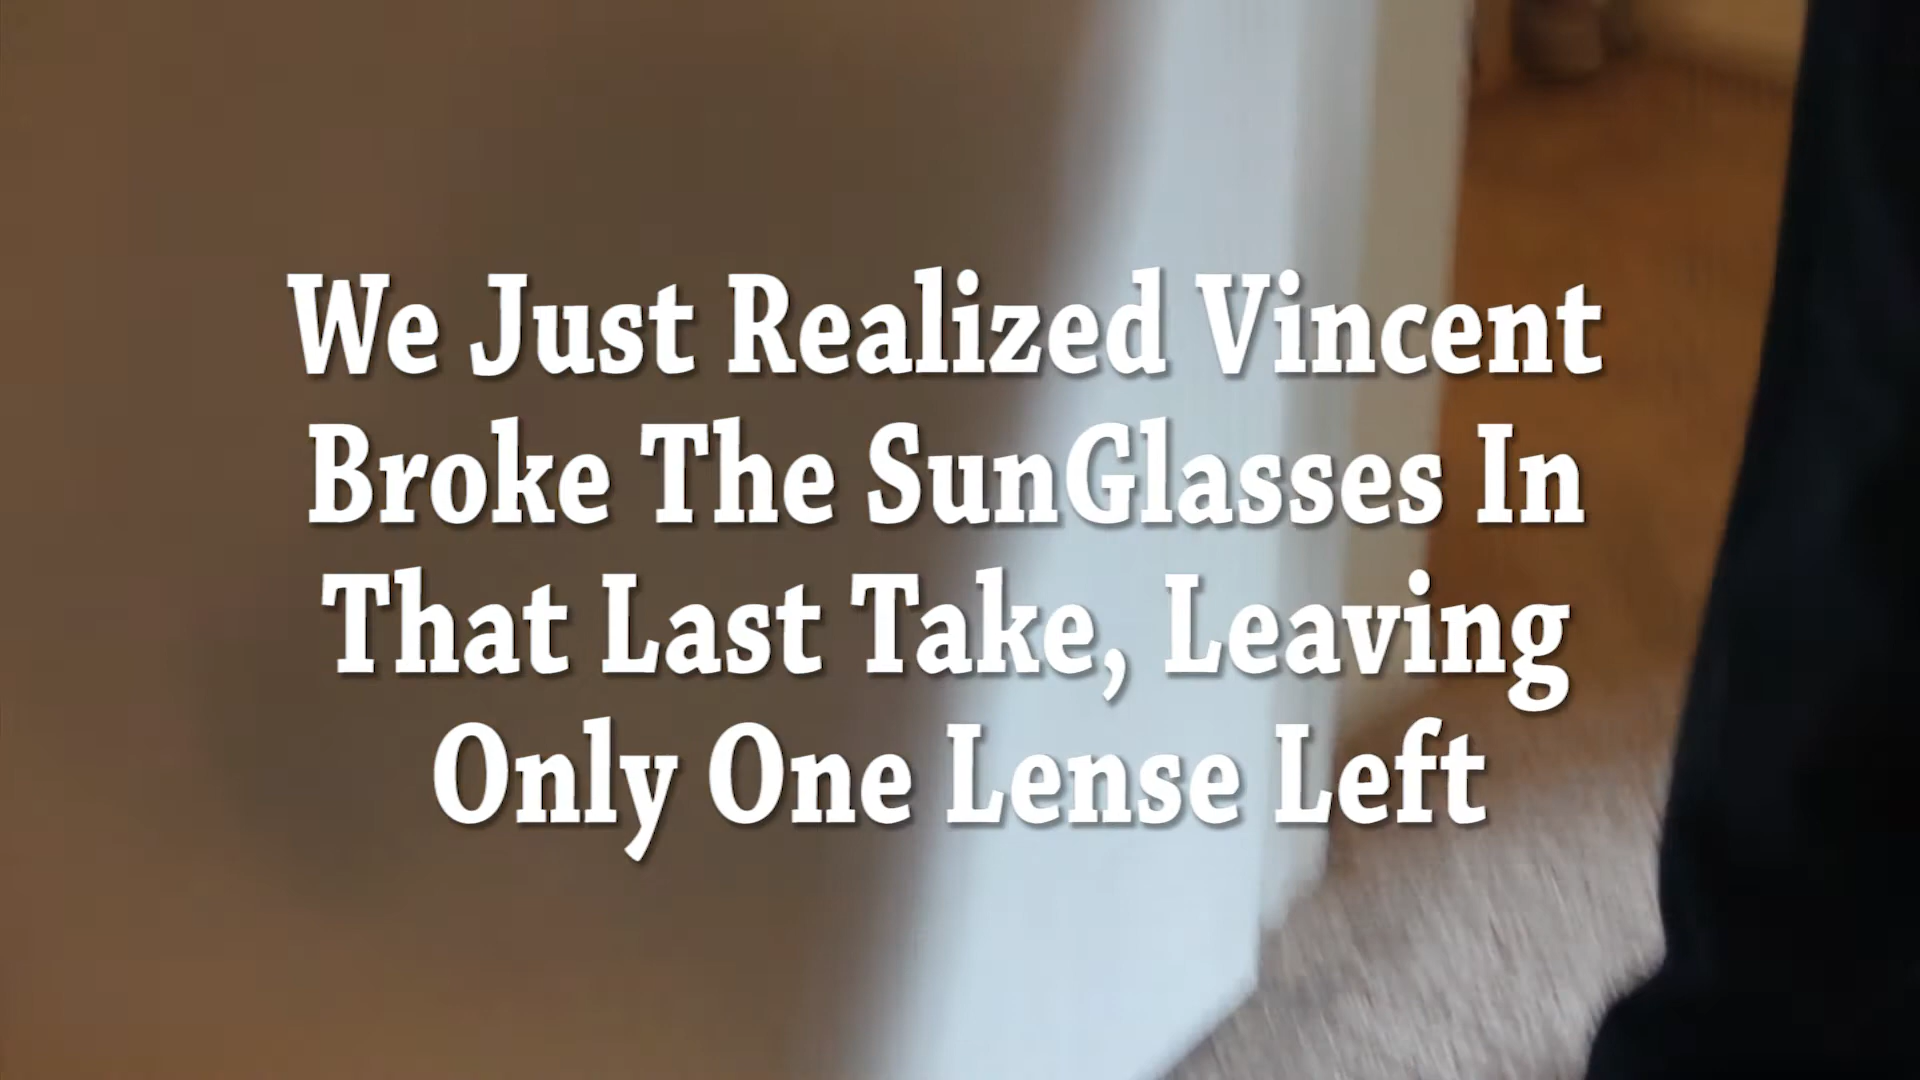 We Just Realized Vincent
Broke The SunGlasses In
That Last Take, Leaving
Only One Lense Left